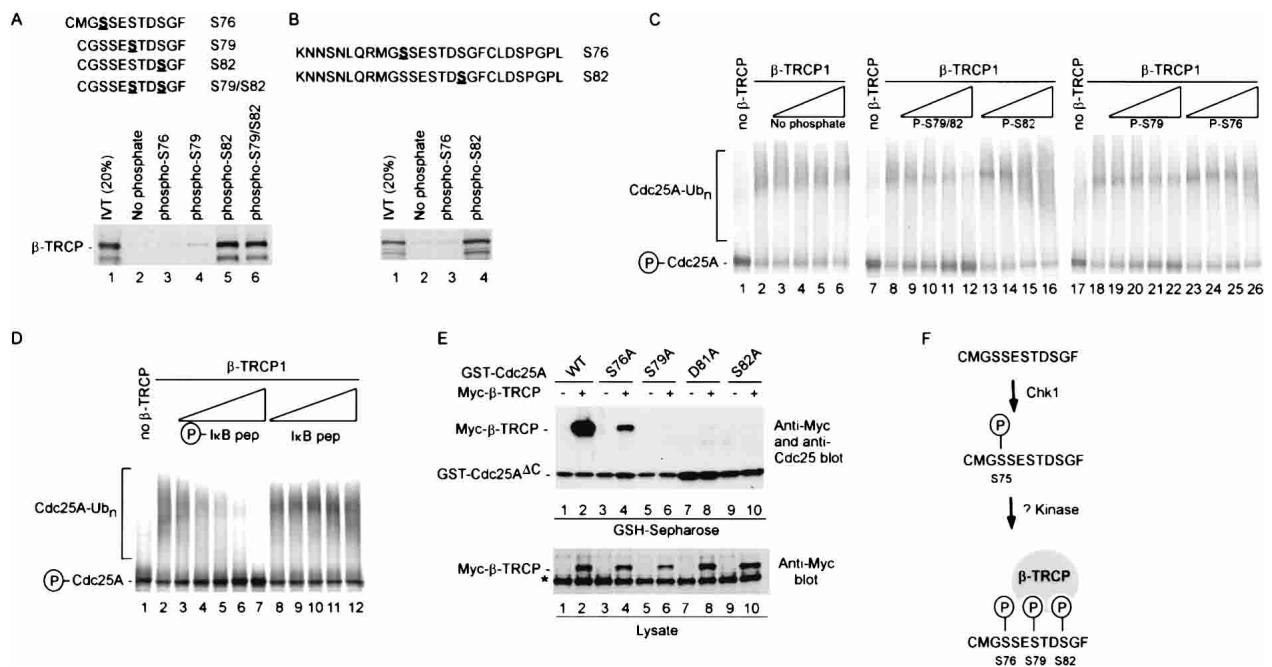 A
CMGSSESTDSGF S76
CGSSESTDSGF S79
CGSSESTDSGF S82
CGSSESTDSGF S79/S82
IVT (20%)
No phosphate
phospho-S76
phospho-S79
phospho-S82
phospho-S79/S82
β-TRCP -
1 2 3 4 5 6
B
KNNSNLQRMGSSESTDSGFCLDSPGPL S76
KNNSNLQRMGSSESTDSGFCLDSPGPL S82
IVT (20%)
No phosphate
phospho-S76
phospho-S82
1 2 3 4
C
no β-TRCP
β-TRCP1
No phosphate
no β-TRCP
β-TRCP1
P-S79/82
P-S82
no β-TRCP
β-TRCP1
P-S79
P-S76
Cdc25A-Ubn
P-Cdc25A
1 2 3 4 5 6
7 8 9 10 11 12 13 14 15 16
17 18 19 20 21 22 23 24 25 26
D
no β-TRCP
β-TRCP1
P-IκB pep
IκB pep
Cdc25A-Ubn
P-Cdc25A
1 2 3 4 5 6 7 8 9 10 11 12
E
WT S76A S79A D81A S82A
GST-Cdc25A
Myc-β-TRCP - + - + - + - + - +
Myc-β-TRCP -
GST-Cdc25AΔC
Anti-Myc
and anti-
Cdc25 blot
1 2 3 4 5 6 7 8 9 10
GSH-Sepharose
Myc-β-TRCP -
*
Anti-Myc
blot
1 2 3 4 5 6 7 8 9 10
Lysate
F
CMGSSESTDSGF
Chk1
P
CMGSSESTDSGF
S75
? Kinase
β-TRCP
P P P
CMGSSESTDSGF
S76 S79 S82